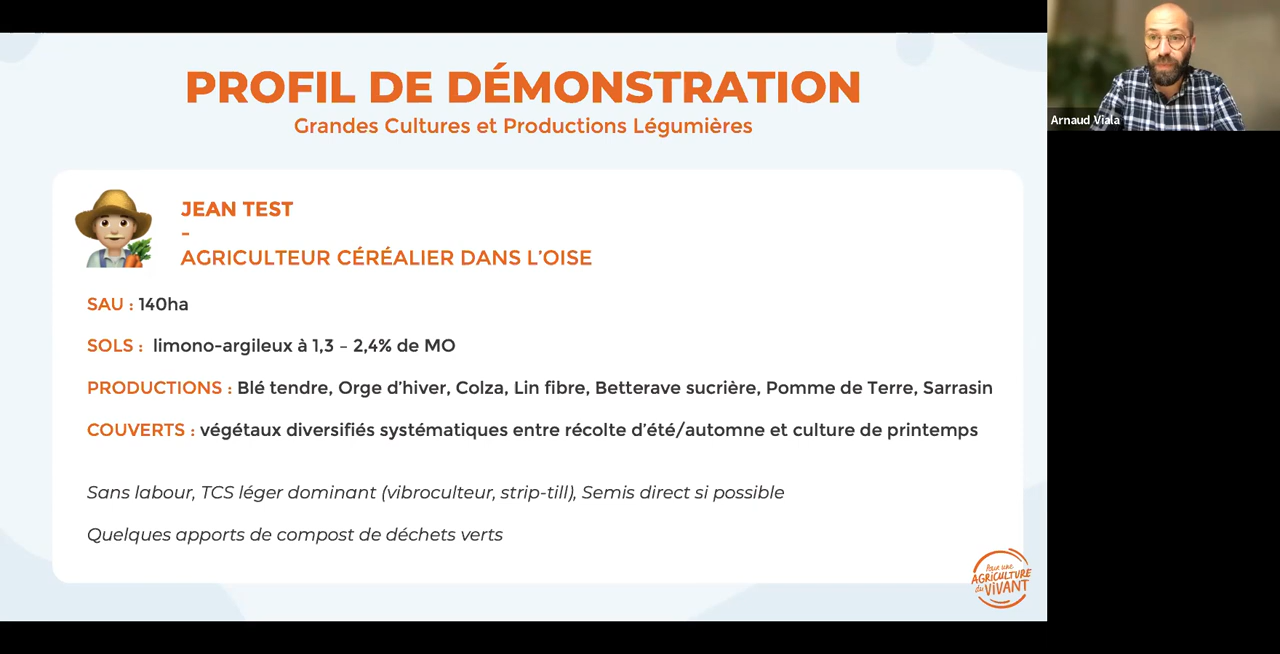 PROFIL DE DÉMONSTRATION
Grandes Cultures et Productions Légumières
JEAN TEST
-
AGRICULTEUR CÉRÉALIER DANS L'OISE
SAU : 140ha
SOLS : limono-argileux à 1,3 – 2,4% de MO
PRODUCTIONS : Blé tendre, Orge d'hiver, Colza, Lin fibre, Betterave sucrière, Pomme de Terre, Sarrasin
COUVERTS : végétaux diversifiés systématiques entre récolte d'été/automne et culture de printemps
Sans labour, TCS léger dominant (vibroculteur, strip-till), Semis direct si possible
Quelques apports de compost de déchets verts
Pour une
AGRICULTURE
du VIVANT
Arnaud Viala